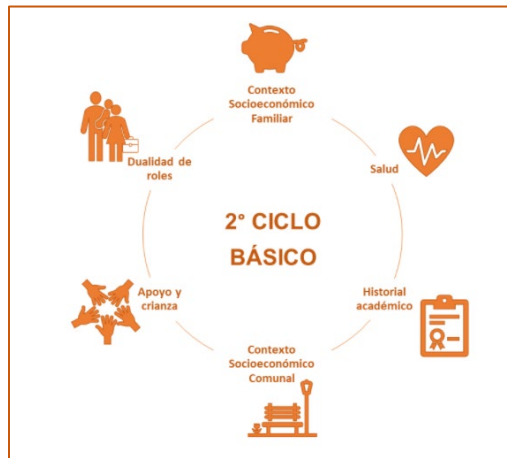 Contexto
Socioeconómico
Familiar
Dualidad de
roles
Salud
2° CICLO
BÁSICO
Apoyo y
crianza
Historial
académico
Contexto
Socioeconómico
Comunal